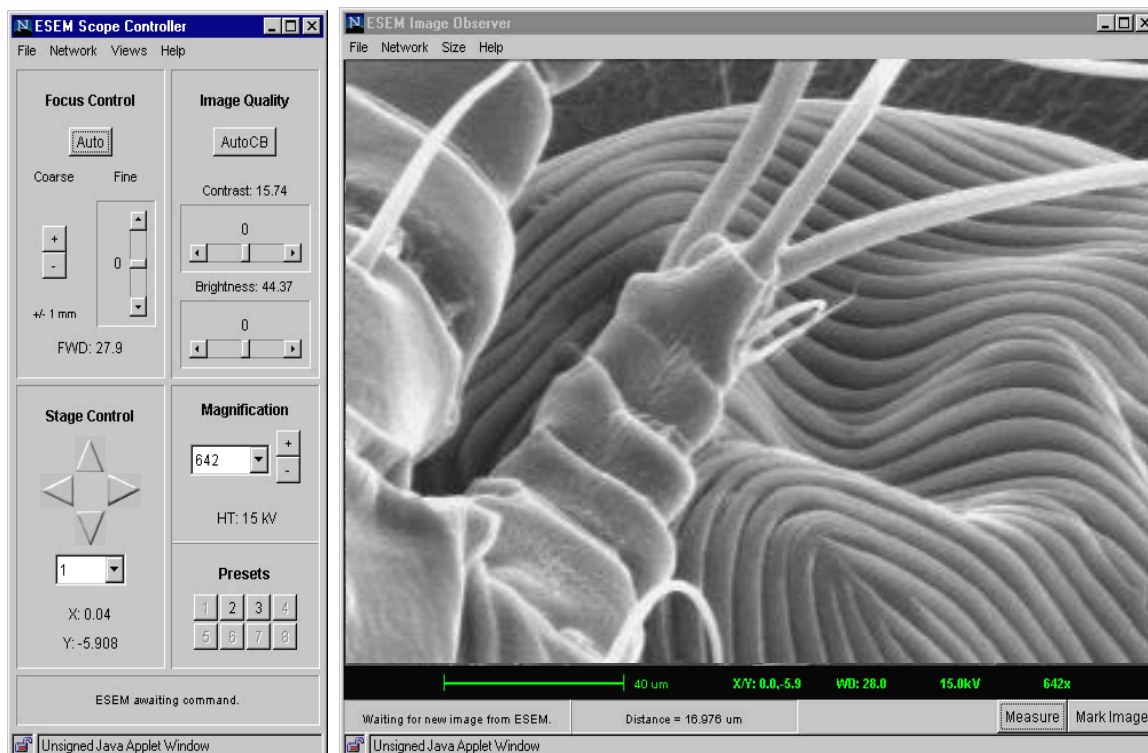 ESEM Scope Controller
File Network Views Help
Focus Control
Auto
Coarse Fine
+
-
0
+/- 1 mm
FWD: 27.9
Image Quality
AutoCB
Contrast: 15.74
0
Brightness: 44.37
0
Stage Control
1
X: 0.04
Y: -5.908
Magnification
642
+
-
HT: 15 kV
Presets
1 2 3 4
5 6 7 8
ESEM awaiting command.
Unsigned Java Applet Window
ESEM Image Observer
File Network Size Help
40 um X/Y: 0.0,-5.9 WD: 28.0 15.0kV 642x
Waiting for new image from ESEM. Distance = 16.976 um Measure Mark Image
Unsigned Java Applet Window